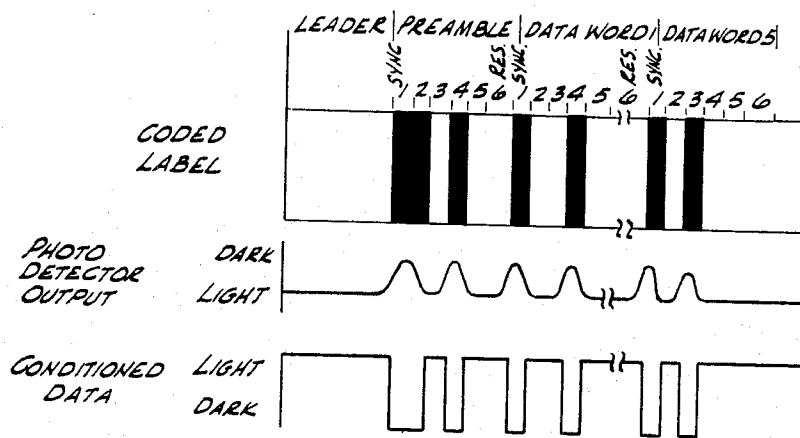 LEADER PREAMBLE DATA WORD1 DATA WORD5
SYNC. RES. SYNC. RES. SYNC.
1 2 3 4 5 6 1 2 3 4 5 6 1 2 3 4 5 6
CODED
LABEL
PHOTO
DETECTOR
OUTPUT
DARK
LIGHT
CONDITIONED
DATA
LIGHT
DARK